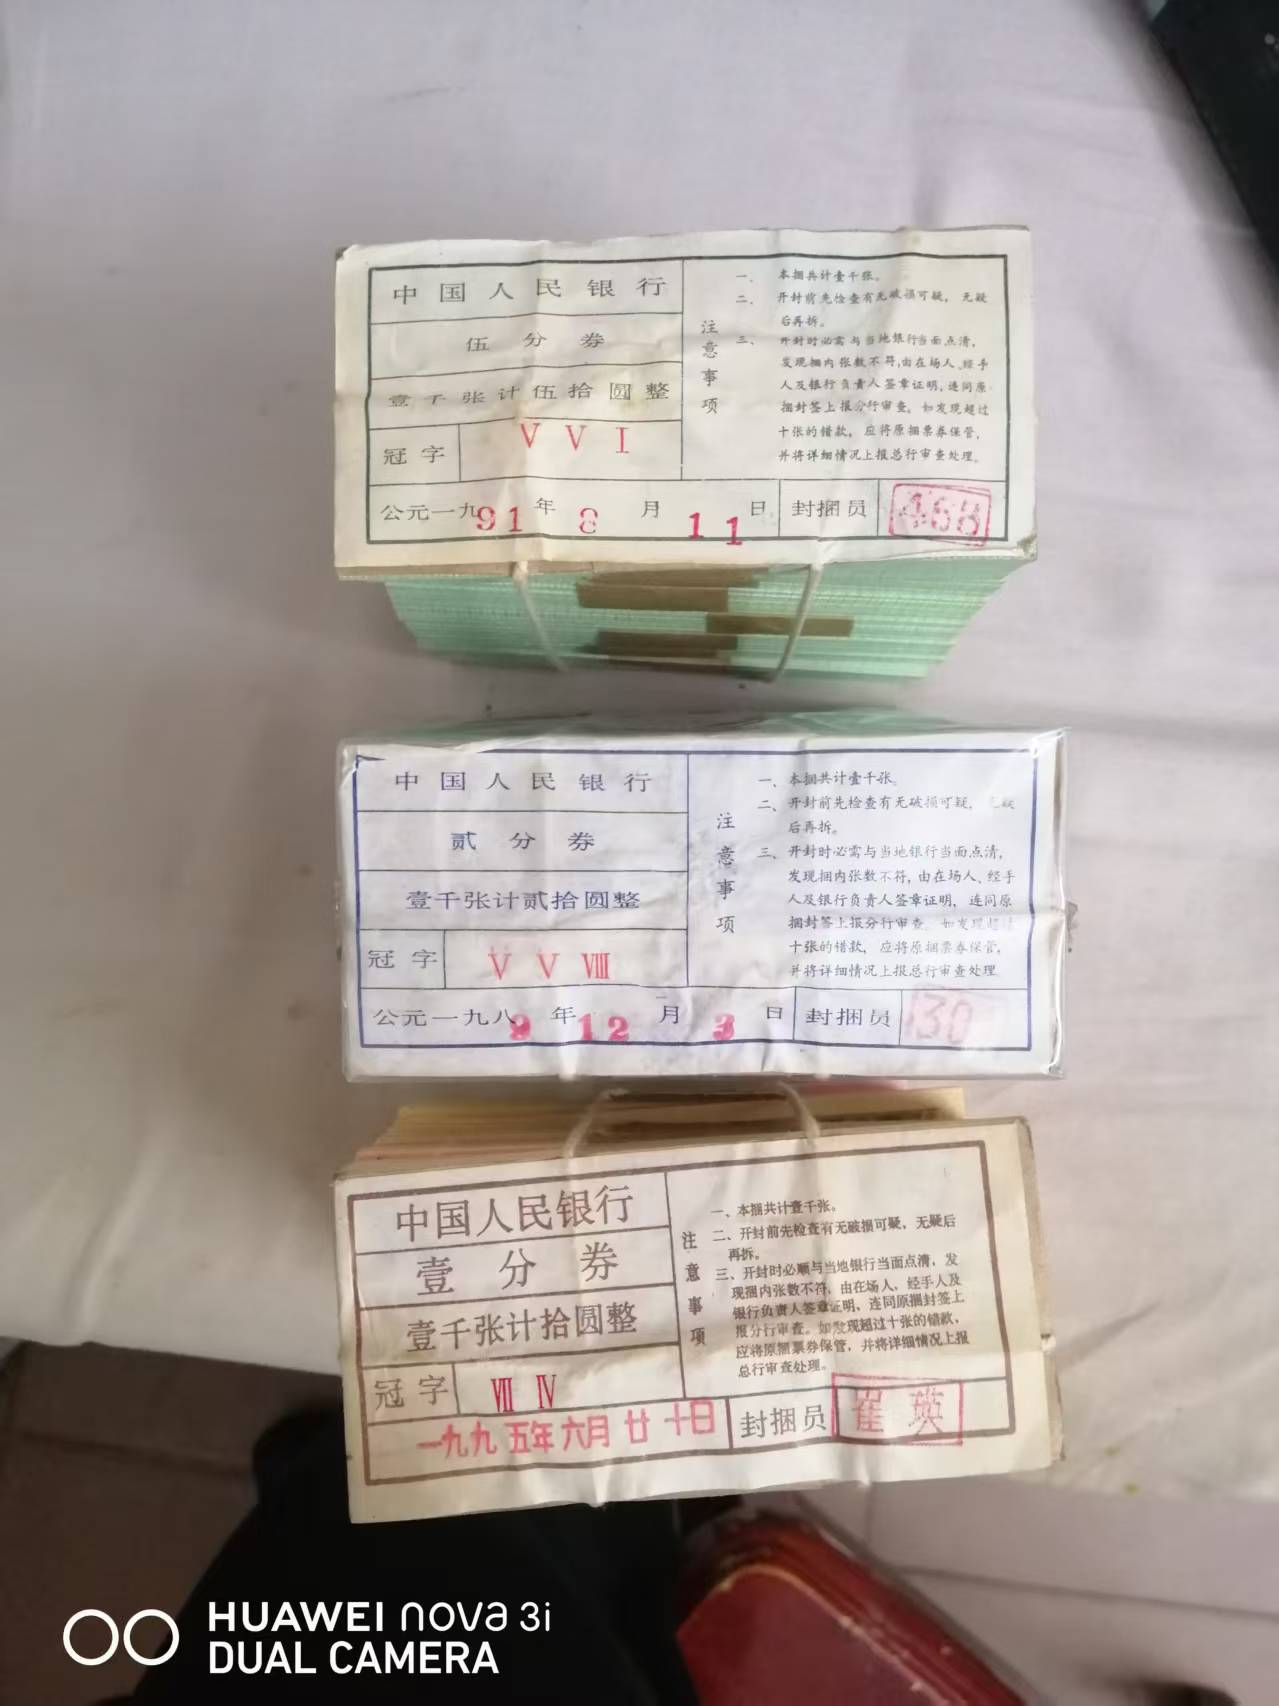 中国人民银行
伍分券
壹千张计伍拾圆整
冠字 V V I
公元一九91年8月11日 封捆员 468
注意事项
一、本捆共计壹千张。
二、开封前先检查有无破损可疑，无疑
后再拆。
三、开封时必需与当地银行当面点清，
发现捆内张数不符,由在场人、经手
人及银行负责人签章证明，连同原
捆封签上报分行审查。如发现超过
十张的错款，应将原捆票券保管，
并将详细情况上报总行审查处理。
中国人民银行
贰分券
壹千张计贰拾圆整
冠字 V V VIII
公元一九八9年12月3日 封捆员 130
注意事项
一、本捆共计壹千张。
二、开封前先检查有无破损可疑，无疑
后再拆。
三、开封时必需与当地银行当面点清，
发现捆内张数不符，由在场人、经手
人及银行负责人签章证明，连同原
捆封签上报分行审查。如发现超过
十张的错款，应将原捆票券保管，
并将详细情况上报总行审查处理
中国人民银行
壹分券
壹千张计拾圆整
冠字 VII IV
一九九五年六月廿十日 封捆员 崔瑛
注意事项
一、本捆共计壹千张。
二、开封前先检查有无破损可疑，无疑后
再拆。
三、开封时必顺与当地银行当面点清，发
现捆内张数不符，由在场人，经手人及
银行负责人签章证明，连同原捆封签上
报分行审查。如发现超过十张的错款，
应将原捆票券保管，并将详细情况上报
总行审查处理。
HUAWEI nova 3i
DUAL CAMERA